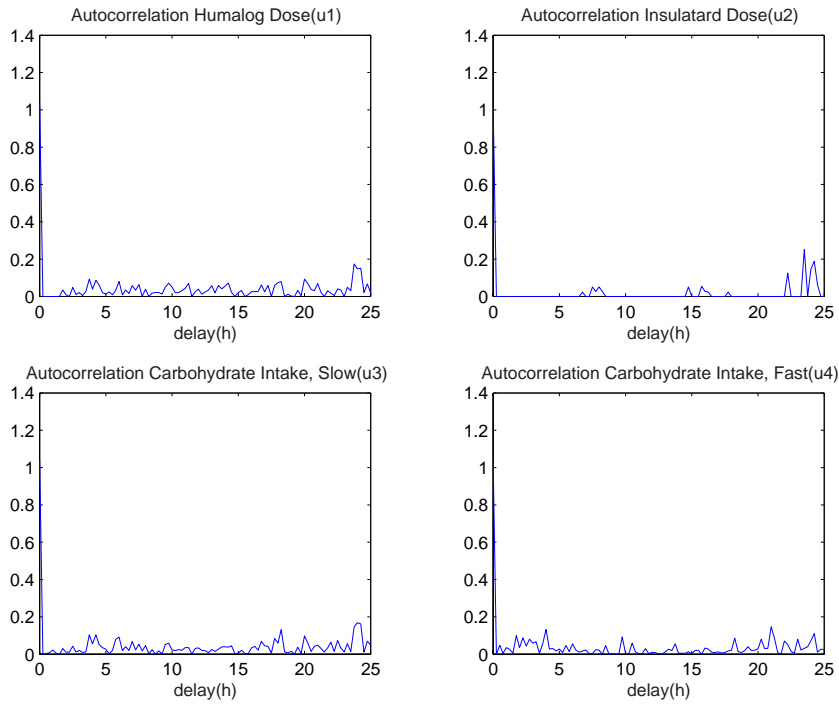 Autocorrelation Humalog Dose(u1)
1.4
1.2
1
0.8
0.6
0.4
0.2
0
0 5 10 15 20 25
delay(h)
Autocorrelation Insulatard Dose(u2)
1.4
1.2
1
0.8
0.6
0.4
0.2
0
0 5 10 15 20 25
delay(h)
Autocorrelation Carbohydrate Intake, Slow(u3)
1.4
1.2
1
0.8
0.6
0.4
0.2
0
0 5 10 15 20 25
delay(h)
Autocorrelation Carbohydrate Intake, Fast(u4)
1.4
1.2
1
0.8
0.6
0.4
0.2
0
0 5 10 15 20 25
delay(h)